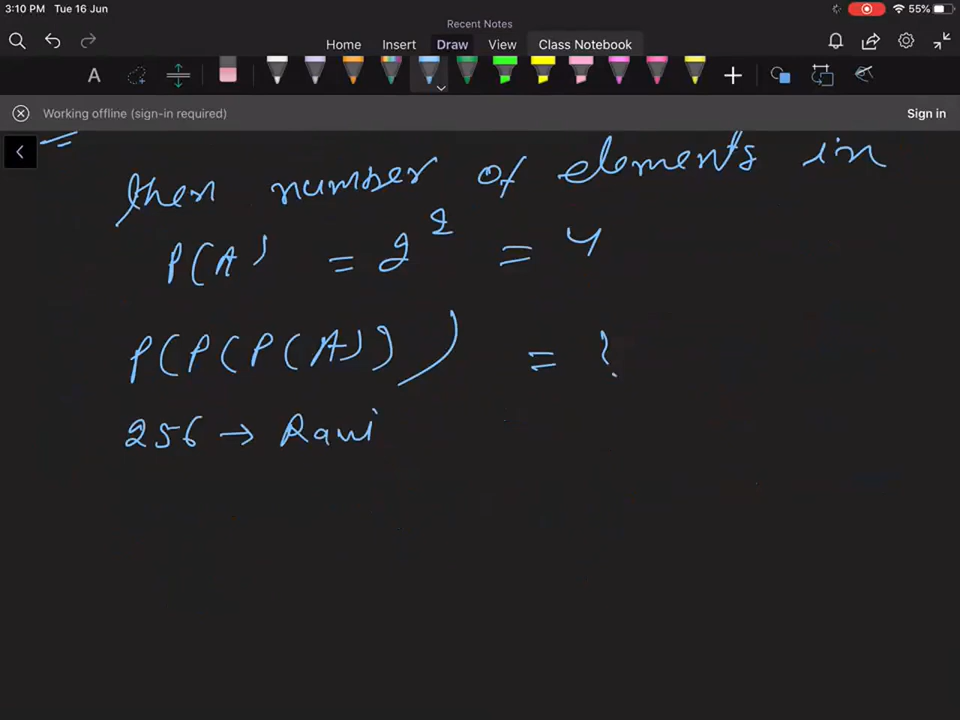 3:10 PM Tue 16 Jun
55%
Recent Notes
Home Insert Draw View Class Notebook
A
Working offline (sign-in required)
Sign in
then number of elements in
P(A) = 2² = 4
P(P(P(A))) = ?
256 → Ravi